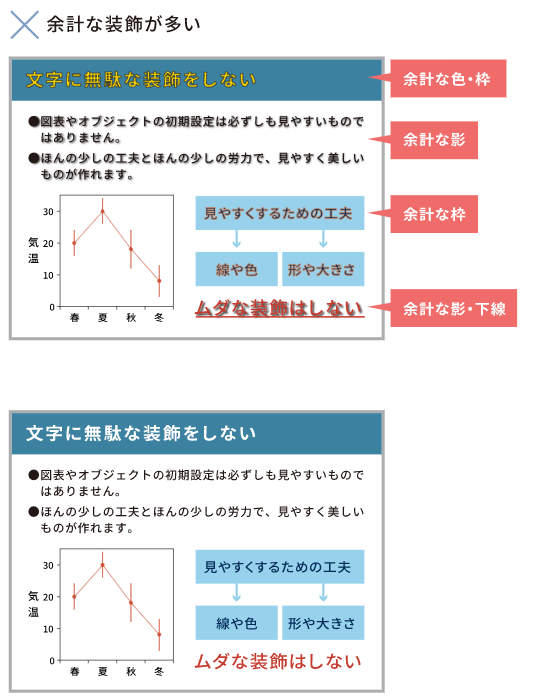 余計な装飾が多い
文字に無駄な装飾をしない
余計な色・枠
●図表やオブジェクトの初期設定は必ずしも見やすいもので
はありません。
余計な影
●ほんの少しの工夫とほんの少しの労力で、見やすく美しい
ものが作れます。
30
20
10
0
気温
春 夏 秋 冬
見やすくするための工夫
余計な枠
線や色
形や大きさ
ムダな装飾はしない
余計な影・下線
文字に無駄な装飾をしない
●図表やオブジェクトの初期設定は必ずしも見やすいもので
はありません。
●ほんの少しの工夫とほんの少しの労力で、見やすく美しい
ものが作れます。
30
20
10
0
気温
春 夏 秋 冬
見やすくするための工夫
線や色
形や大きさ
ムダな装飾はしない